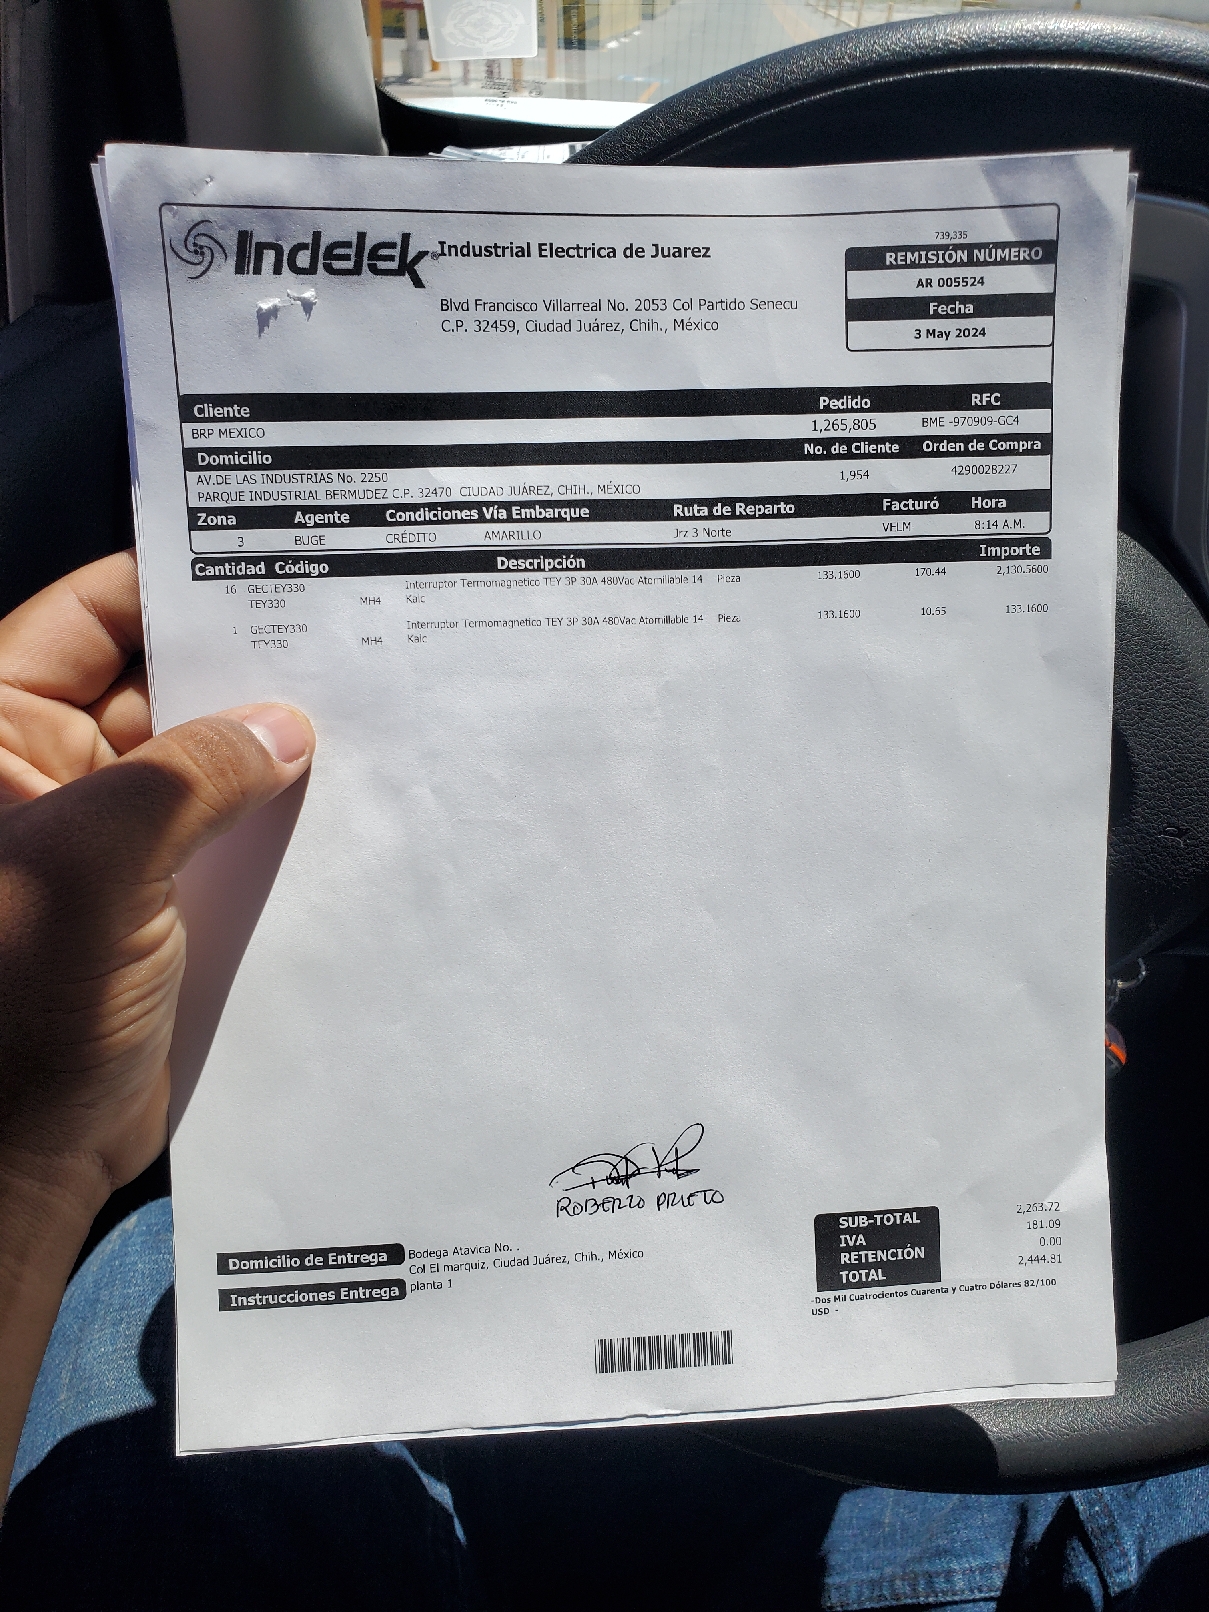 Indelek® Industrial Electrica de Juarez
Blvd Francisco Villarreal No. 2053 Col Partido Senecu
C.P. 32459, Ciudad Juárez, Chih., México
739,335
REMISIÓN NÚMERO
AR 005524
Fecha
3 May 2024
Cliente Pedido RFC
BRP MEXICO 1,265,805 BME -970909-GC4
Domicilio No. de Cliente Orden de Compra
AV.DE LAS INDUSTRIAS No. 2250 1,954 429002B227
PARQUE INDUSTRIAL BERMUDEZ C.P. 32470 CIUDAD JUÁREZ, CHIH., MÉXICO
Zona Agente Condiciones Vía Embarque Ruta de Reparto Facturó Hora
3 BUGE CRÉDITO AMARILLO Jrz 3 Norte VELM 8:14 A.M.
Cantidad Código Descripción Importe
16 GECTEY330 Interruptor Termomagnetico TEY 3P 30A 480Vac Atornillable 14 Pieza 133.1600 170.44 2,130.5600
TEY330 MH4 Kaic
1 GECTEY330 Interruptor Termomagnetico TEY 3P 30A 480Vac Atornillable 14 Pieza 133.1600 10.65 133.1600
TEY330 MH4 Kaic
ROBERTO PRIETO
Domicilio de Entrega Bodega Atavica No. .
Col El marquiz, Ciudad Juárez, Chih., México
Instrucciones Entrega planta 1
SUB-TOTAL 2,263.72
IVA 181.09
RETENCIÓN 0.00
TOTAL 2,444.81
-Dos Mil Cuatrocientos Cuarenta y Cuatro Dólares 82/100
USD -